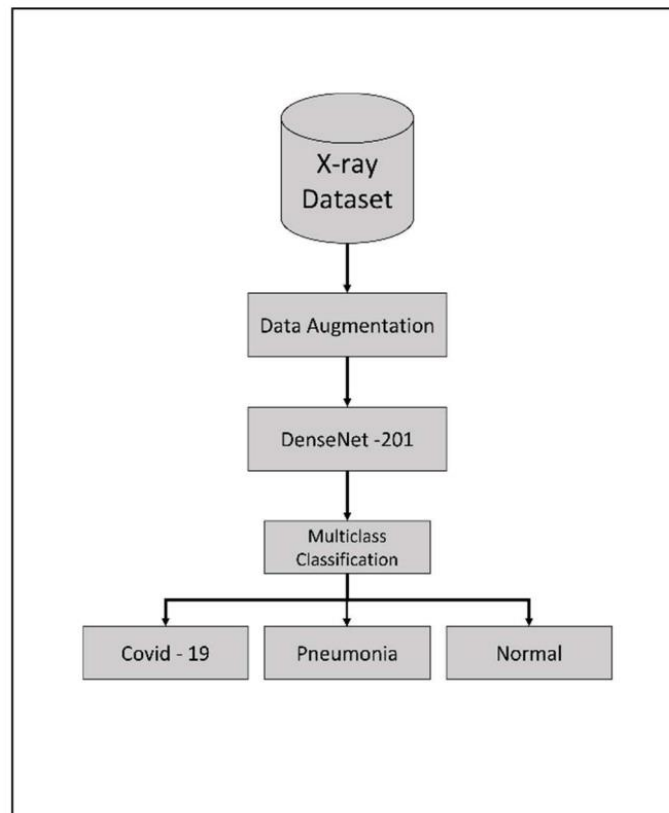 X-ray
Dataset
Data Augmentation
DenseNet -201
Multiclass
Classification
Covid - 19
Pneumonia
Normal